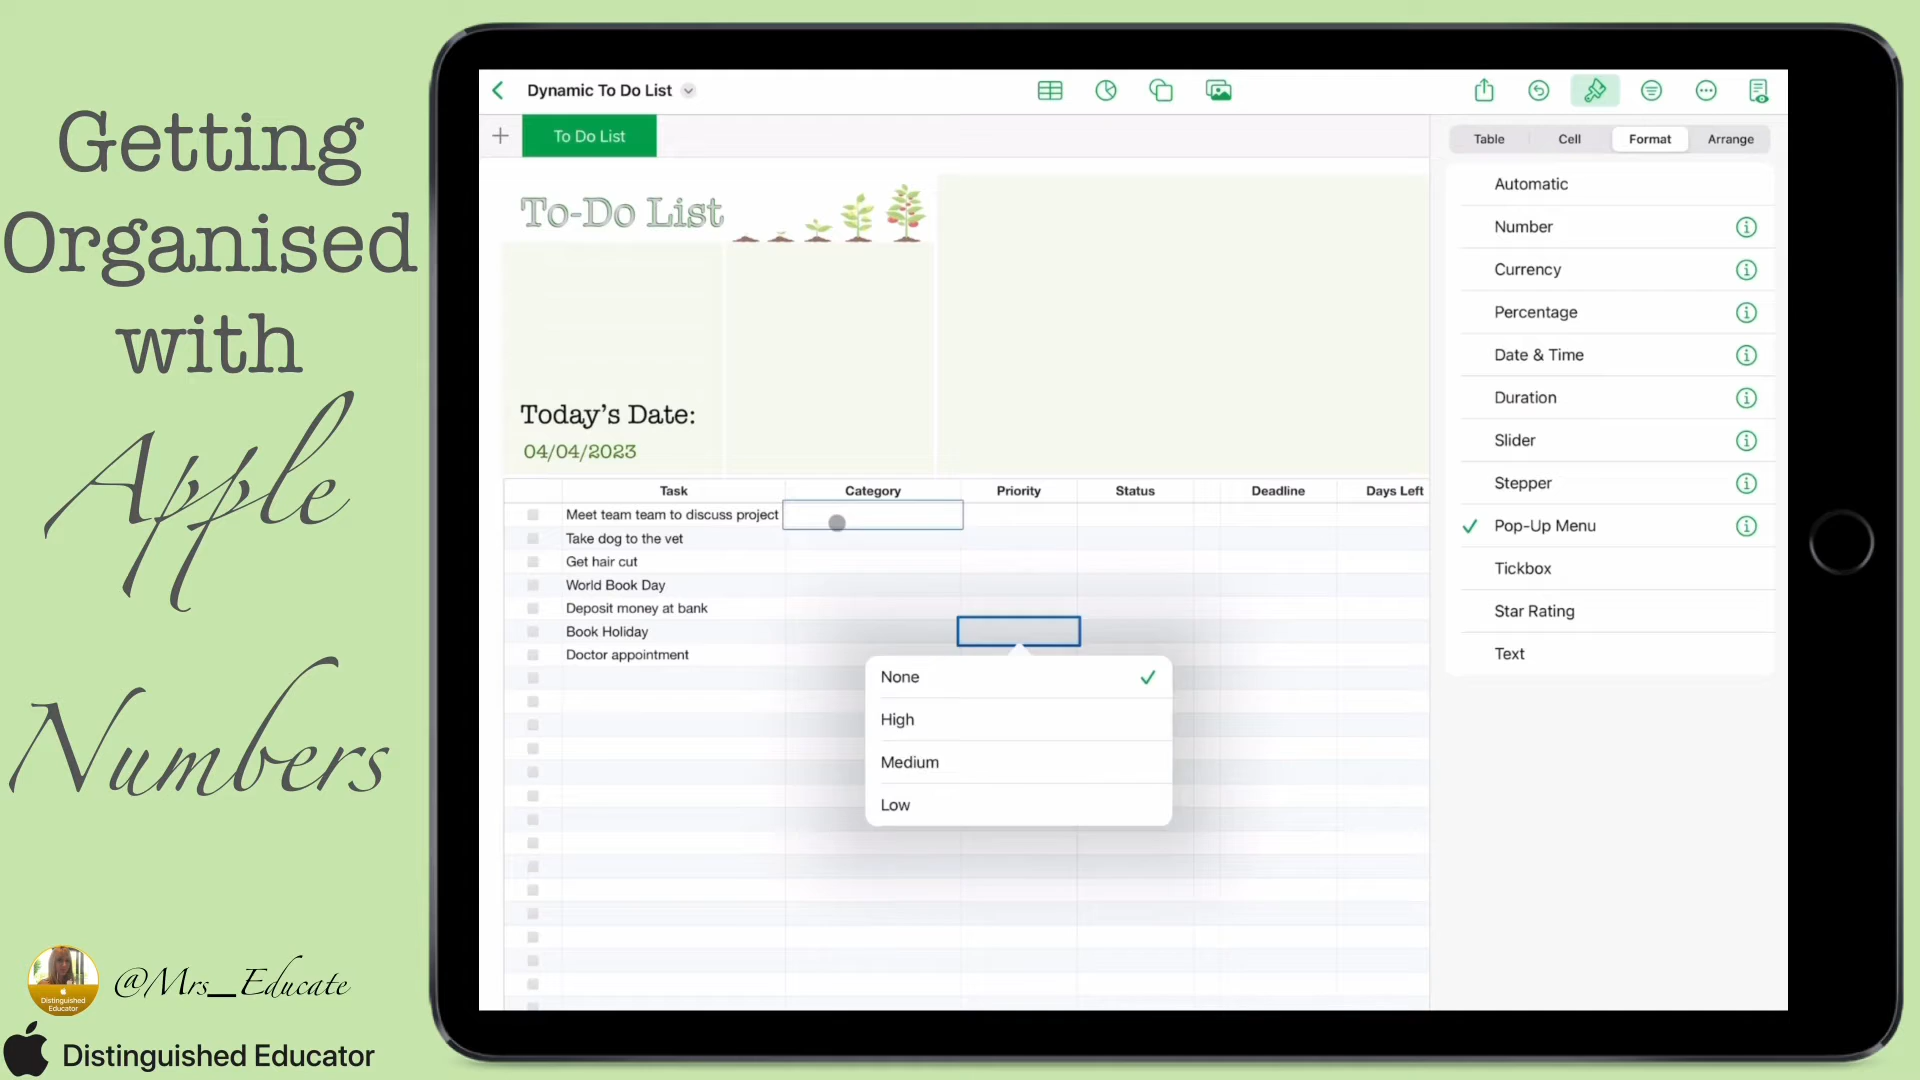 Getting
Organised
with
Apple
Numbers
@Mrs_Educate
Distinguished
Educator
Distinguished Educator
Dynamic To Do List
To Do List
To-Do List
Today's Date:
04/04/2023
Task Category Priority Status Deadline Days Left
Meet team team to discuss project
Take dog to the vet
Get hair cut
World Book Day
Deposit money at bank
Book Holiday
Doctor appointment
None
High
Medium
Low
Table Cell Format Arrange
Automatic
Number
Currency
Percentage
Date & Time
Duration
Slider
Stepper
Pop-Up Menu
Tickbox
Star Rating
Text